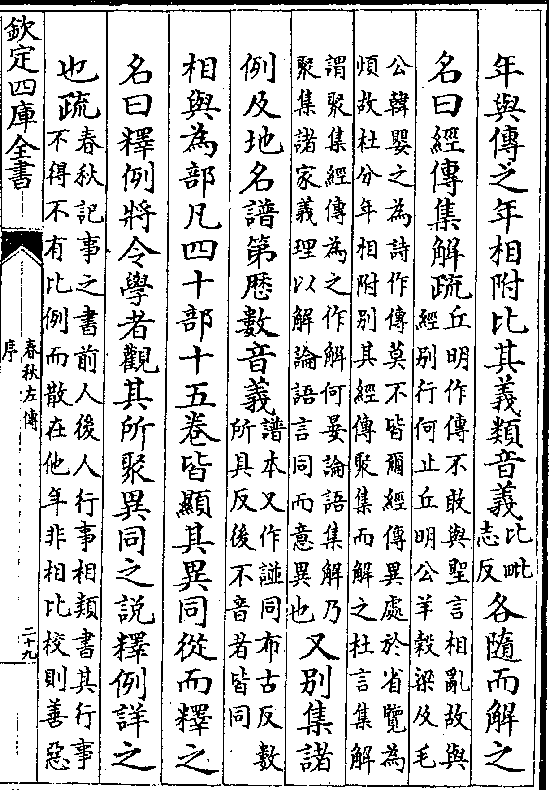 年與傳之年相附比其義類音義比毗志反各隨而解之
名曰經傳集解疏丘明作傳不敢與聖言相亂故與經別行何止丘明公羊穀梁及毛
公韓嬰之為詩作傳莫不皆爾經傳異處於省覽為煩故杜分年相附別其經傳聚集而解之杜言集解
謂聚集經傳為之作解何晏論語集解乃聚集諸家義理以解論語言同而意異也又別集諸
例及地名譜第歴數音義譜本又作諩同布古反數所具反後不音者皆同
相與為部凡四十部十五卷皆顯其異同從而釋之
名曰釋例將令學者觀其所聚異同之說釋例詳之
也疏春秋記事之書前人後人行事相類書其行事不得不有比例而散在他年非相比校則善惡
欽定四庫全書
春秋左傳
序
二十九